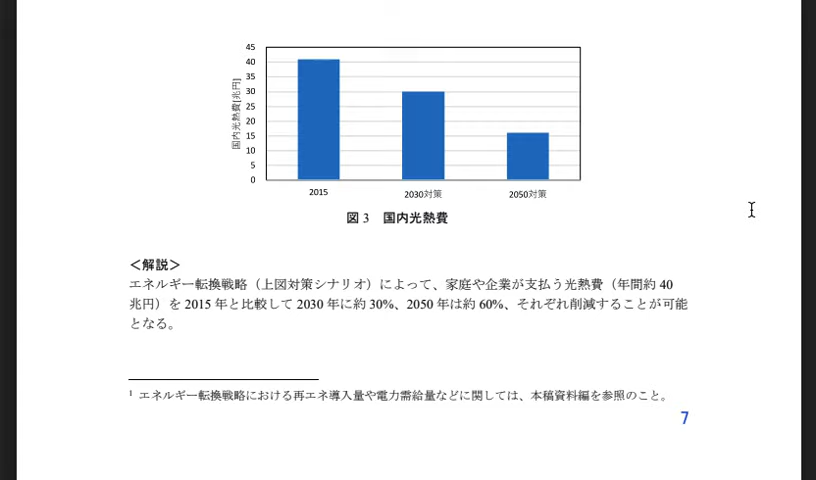 45
40
35
30
25
20
15
10
5
0
国内光熱費[兆円]
2015
2030対策
2050対策
図 3　国内光熱費
＜解説＞
エネルギー転換戦略（上図対策シナリオ）によって、家庭や企業が支払う光熱費（年間約 40
兆円）を 2015 年と比較して 2030 年に約 30%、2050 年は約 60%、それぞれ削減することが可能
となる。
1 エネルギー転換戦略における再エネ導入量や電力需給量などに関しては、本稿資料編を参照のこと。
7